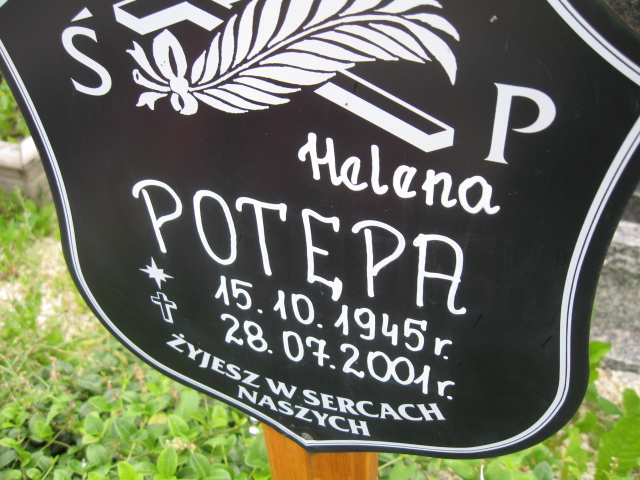 Ś P
Helena
POTĘPA
15.10.1945 r.
28.07.2001 r.
ŻYJESZ W SERCACH
NASZYCH